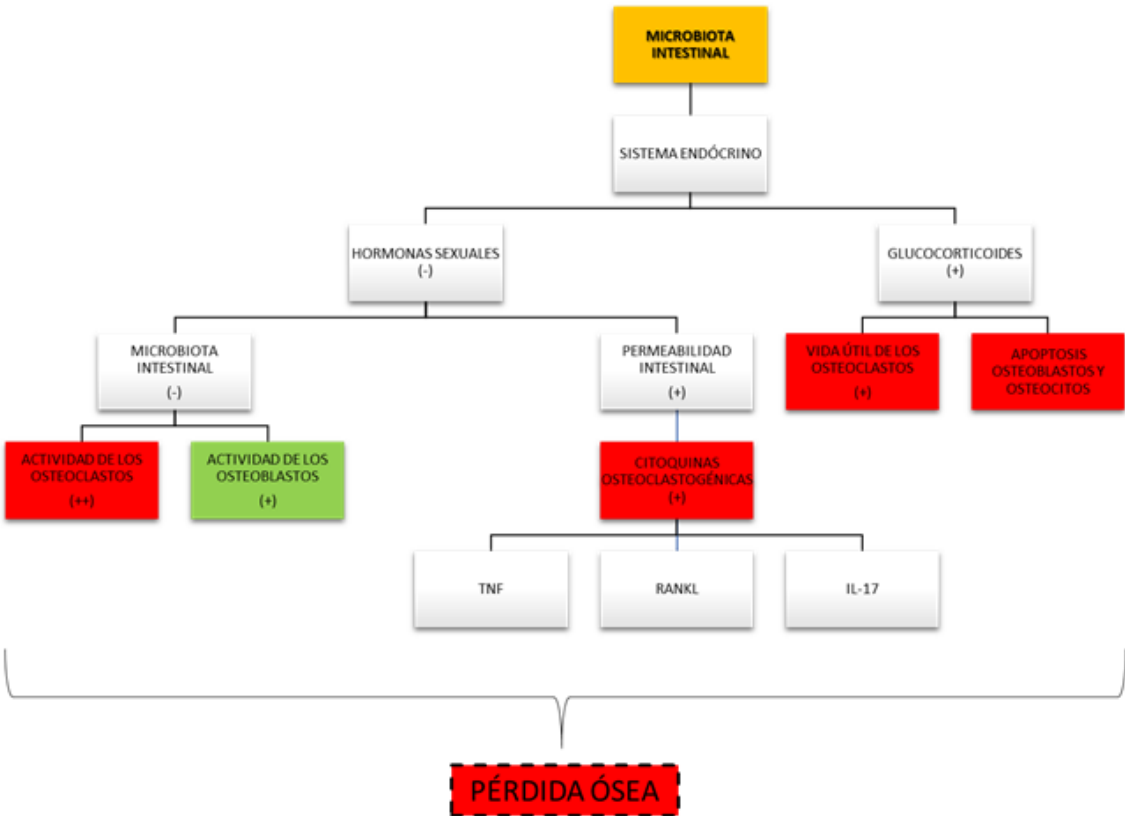 MICROBIOTA
INTESTINAL
SISTEMA ENDÓCRINO
HORMONAS SEXUALES
(-)
GLUCOCORTICOIDES
(+)
MICROBIOTA
INTESTINAL
(-)
PERMEABILIDAD
INTESTINAL
(+)
VIDA ÚTIL DE LOS
OSTEOCLASTOS
(+)
APOPTOSIS
OSTEOBLASTOS Y
OSTEOCITOS
ACTIVIDAD DE LOS
OSTEOCLASTOS
(++)
ACTIVIDAD DE LOS
OSTEOBLASTOS
(+)
CITOQUINAS
OSTEOCLASTOGÉNICAS
(+)
TNF
RANKL
IL-17
PÉRDIDA ÓSEA